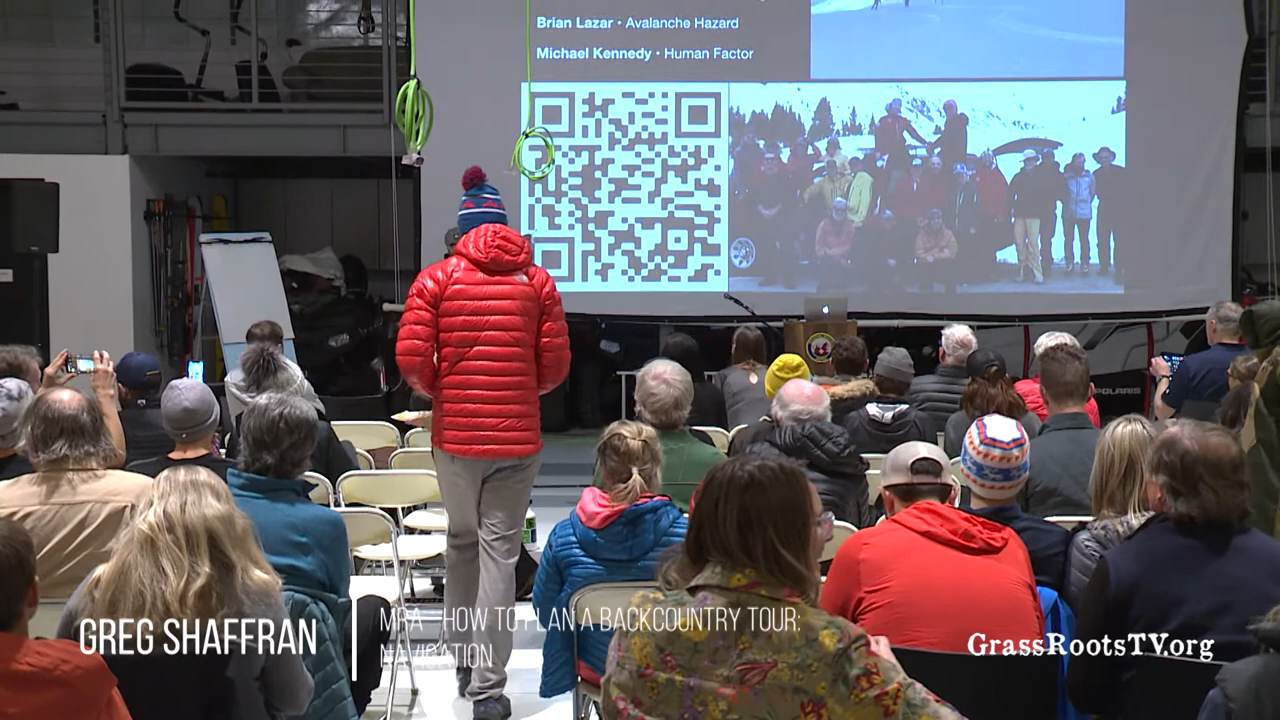 Brian Lazar • Avalanche Hazard
Michael Kennedy • Human Factor
POLARIS
GREG SHAFFRAN
MRA - HOW TO PLAN A BACKCOUNTRY TOUR:
NAVIGATION
GrassRootsTV.org